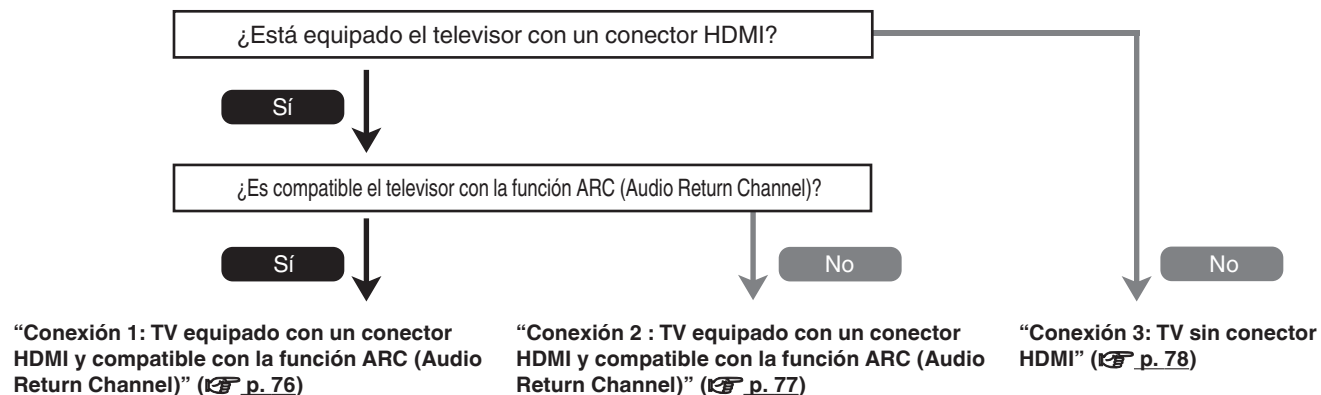 ¿Está equipado el televisor con un conector HDMI?
Sí
¿Es compatible el televisor con la función ARC (Audio Return Channel)?
Sí
No
No
“Conexión 1: TV equipado con un conector
HDMI y compatible con la función ARC (Audio
Return Channel)” (☞ p. 76)
“Conexión 2 : TV equipado con un conector
HDMI y compatible con la función ARC (Audio
Return Channel)” (☞ p. 77)
“Conexión 3: TV sin conector
HDMI” (☞ p. 78)